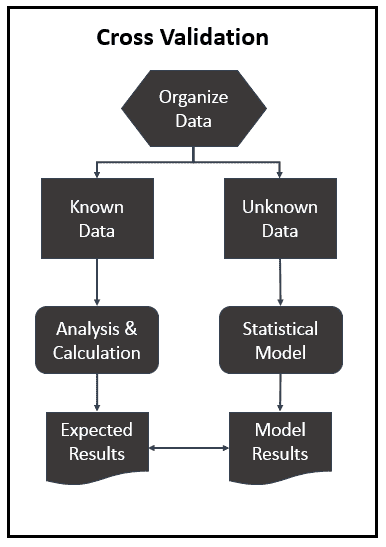 Cross Validation
Organize
Data
Known
Data
Unknown
Data
Analysis &
Calculation
Statistical
Model
Expected
Results
Model
Results